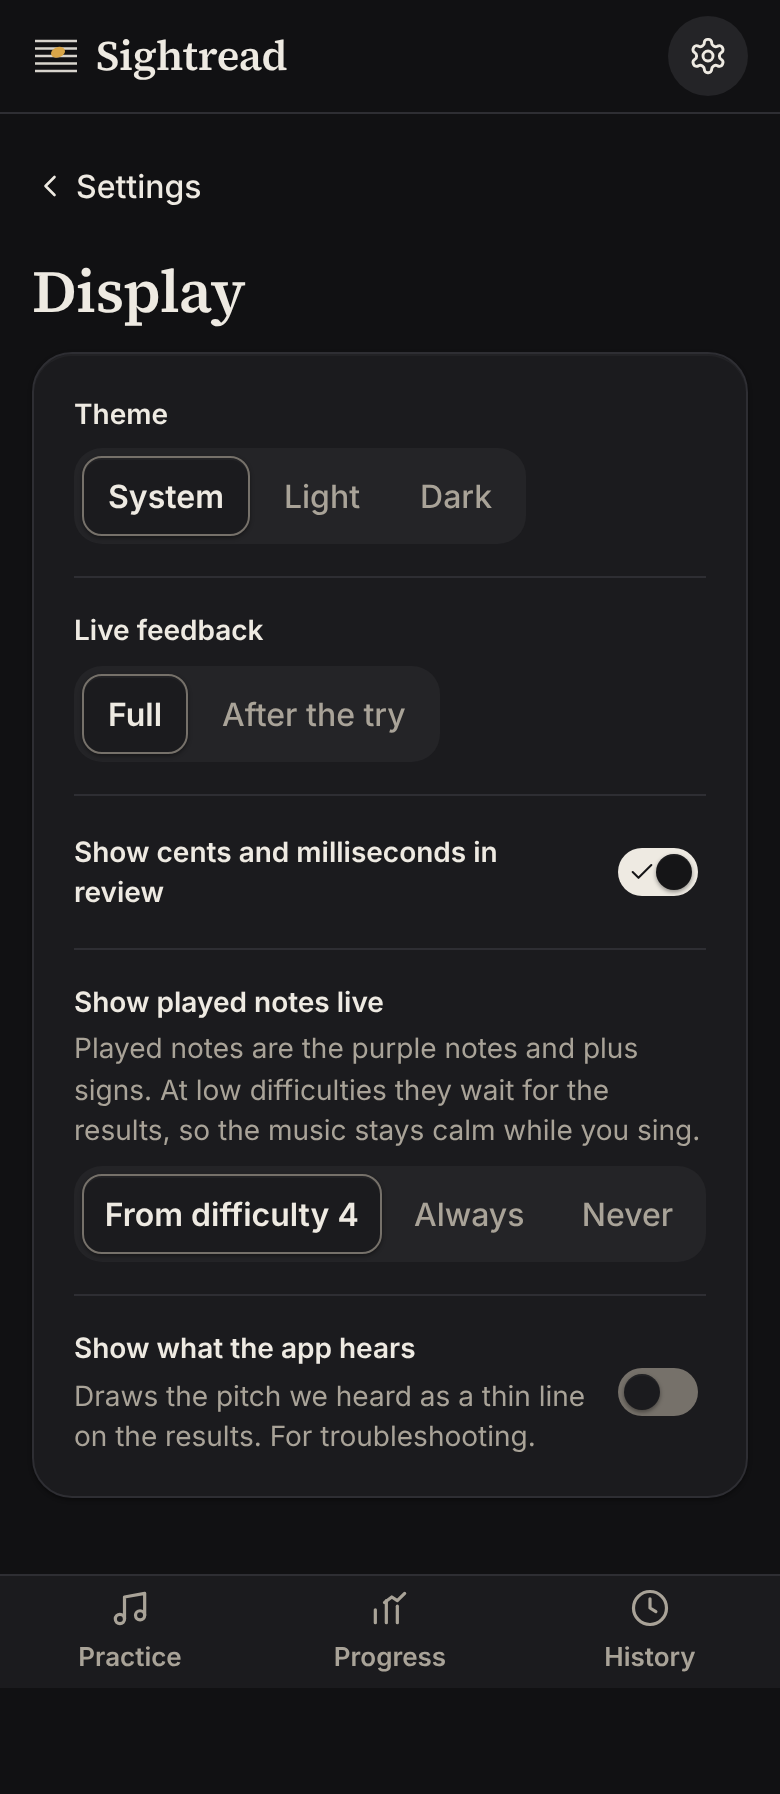 Sightread
Settings
Display
Theme
System Light Dark
Live feedback
Full After the try
Show cents and milliseconds in
review
Show played notes live
Played notes are the purple notes and plus
signs. At low difficulties they wait for the
results, so the music stays calm while you sing.
From difficulty 4 Always Never
Show what the app hears
Draws the pitch we heard as a thin line
on the results. For troubleshooting.
Practice Progress History